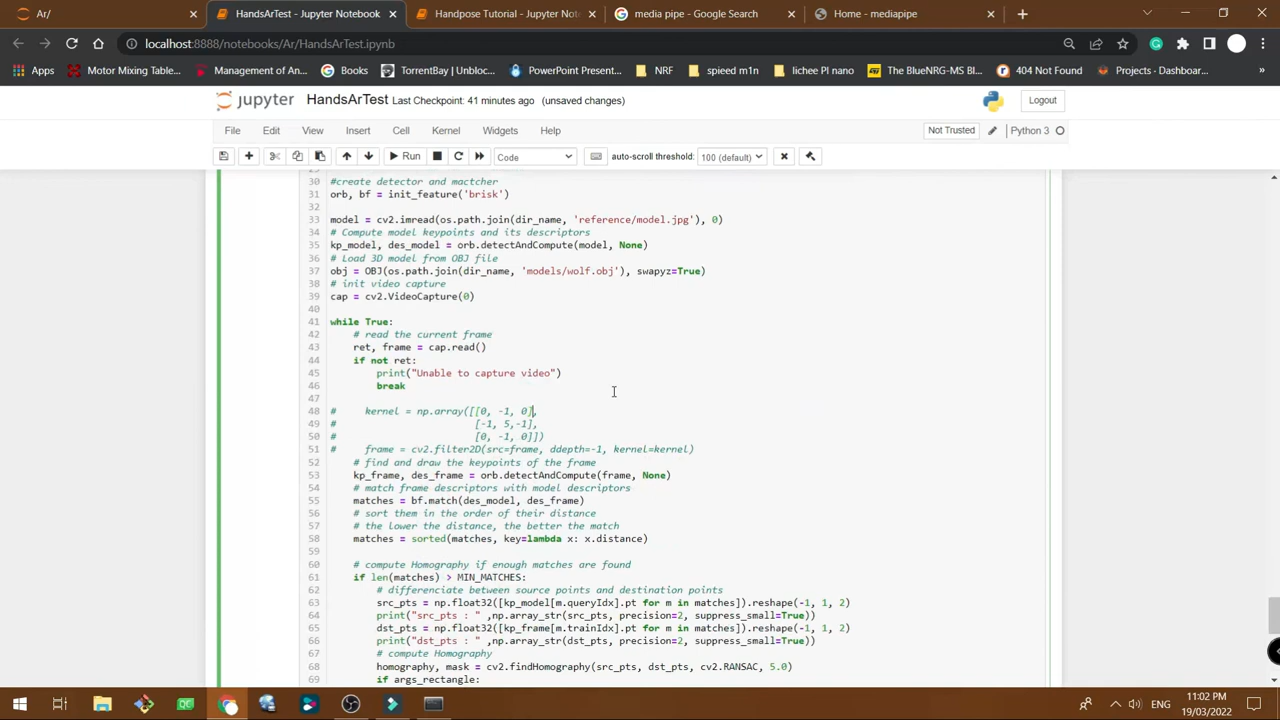 Ar/
HandsArTest - Jupyter Notebook
Handpose Tutorial - Jupyter Not
media pipe - Google Search
Home - mediapipe
localhost:8888/notebooks/Ar/HandsArTest.ipynb
Apps
Motor Mixing Table...
Management of An...
Books
TorrentBay | Unbloc...
PowerPoint Present...
NRF
spieed m1n
lichee PI nano
The BlueNRG-MS Bl...
404 Not Found
Projects - Dashboar...
jupyter HandsArTest Last Checkpoint: 41 minutes ago (unsaved changes)
Logout
File Edit View Insert Cell Kernel Widgets Help
Not Trusted
Python 3
Run
Code
auto-scroll threshold:
100 (default)
30 #create detector and mactcher
31 orb, bf = init_feature('brisk')
32
33 model = cv2.imread(os.path.join(dir_name, 'reference/model.jpg'), 0)
34 # Compute model keypoints and its descriptors
35 kp_model, des_model = orb.detectAndCompute(model, None)
36 # Load 3D model from OBJ file
37 obj = OBJ(os.path.join(dir_name, 'models/wolf.obj'), swapyz=True)
38 # init video capture
39 cap = cv2.VideoCapture(0)
40
41 while True:
42 # read the current frame
43 ret, frame = cap.read()
44 if not ret:
45 print("Unable to capture video")
46 break
47
48 # kernel = np.array([[0, -1, 0],
49 # [-1, 5,-1],
50 # [0, -1, 0]])
51 # frame = cv2.filter2D(src=frame, ddepth=-1, kernel=kernel)
52 # find and draw the keypoints of the frame
53 kp_frame, des_frame = orb.detectAndCompute(frame, None)
54 # match frame descriptors with model descriptors
55 matches = bf.match(des_model, des_frame)
56 # sort them in the order of their distance
57 # the lower the distance, the better the match
58 matches = sorted(matches, key=lambda x: x.distance)
59
60 # compute Homography if enough matches are found
61 if len(matches) > MIN_MATCHES:
62 # differenciate between source points and destination points
63 src_pts = np.float32([kp_model[m.queryIdx].pt for m in matches]).reshape(-1, 1, 2)
64 print("src_pts : " ,np.array_str(src_pts, precision=2, suppress_small=True))
65 dst_pts = np.float32([kp_frame[m.trainIdx].pt for m in matches]).reshape(-1, 1, 2)
66 print("dst_pts : " ,np.array_str(dst_pts, precision=2, suppress_small=True))
67 # compute Homography
68 homography, mask = cv2.findHomography(src_pts, dst_pts, cv2.RANSAC, 5.0)
69 if args_rectangle:
QC
ENG
11:02 PM
19/03/2022